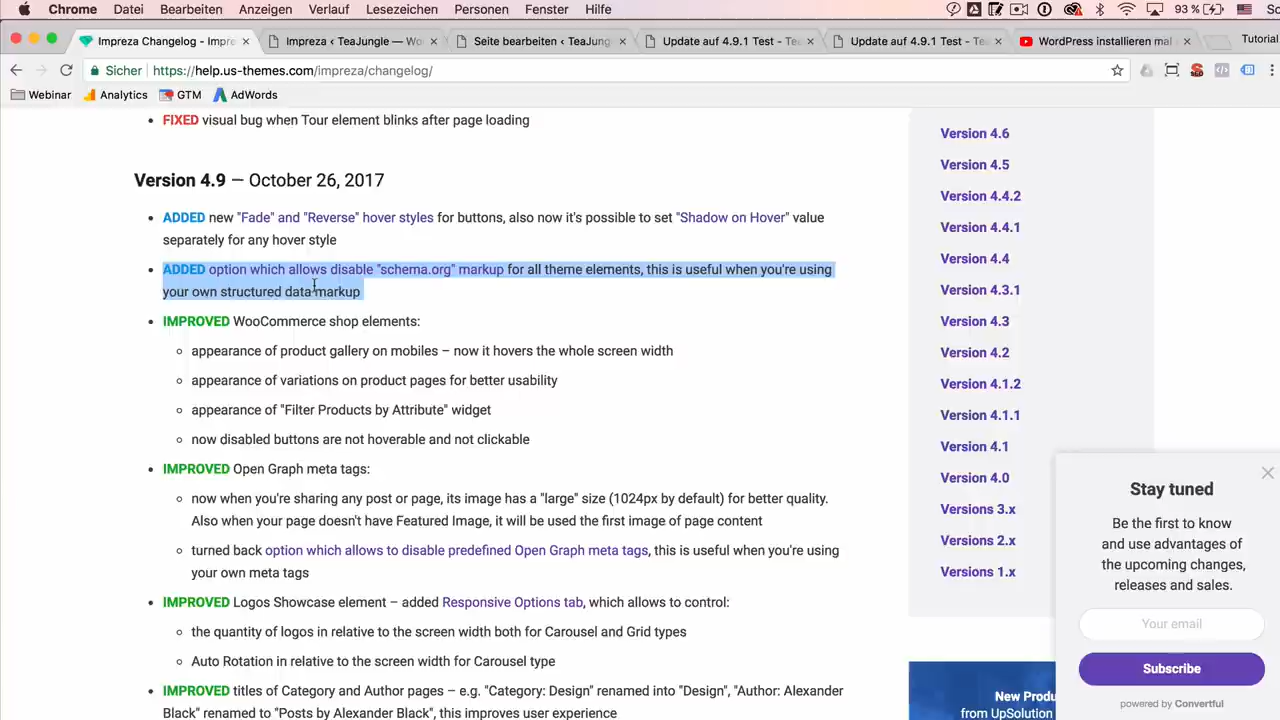 Chrome Datei Bearbeiten Anzeigen Verlauf Lesezeichen Personen Fenster Hilfe 93 %
Impreza Changelog - Impre
Impreza ‹ TeaJungle — Wo
Seite bearbeiten ‹ TeaJung
Update auf 4.9.1 Test - Tee
Update auf 4.9.1 Test - Tee
WordPress installieren mal e
Tutorial
Sicher https://help.us-themes.com/impreza/changelog/
Webinar Analytics GTM AdWords
FIXED visual bug when Tour element blinks after page loading
Version 4.9 — October 26, 2017
ADDED new "Fade" and "Reverse" hover styles for buttons, also now it's possible to set "Shadow on Hover" value
separately for any hover style
ADDED option which allows disable "schema.org" markup for all theme elements, this is useful when you're using
your own structured data markup
IMPROVED WooCommerce shop elements:
appearance of product gallery on mobiles – now it hovers the whole screen width
appearance of variations on product pages for better usability
appearance of "Filter Products by Attribute" widget
now disabled buttons are not hoverable and not clickable
IMPROVED Open Graph meta tags:
now when you're sharing any post or page, its image has a "large" size (1024px by default) for better quality.
Also when your page doesn't have Featured Image, it will be used the first image of page content
turned back option which allows to disable predefined Open Graph meta tags, this is useful when you're using
your own meta tags
IMPROVED Logos Showcase element – added Responsive Options tab, which allows to control:
the quantity of logos in relative to the screen width both for Carousel and Grid types
Auto Rotation in relative to the screen width for Carousel type
IMPROVED titles of Category and Author pages – e.g. "Category: Design" renamed into "Design", "Author: Alexander
Black" renamed to "Posts by Alexander Black", this improves user experience
Version 4.6
Version 4.5
Version 4.4.2
Version 4.4.1
Version 4.4
Version 4.3.1
Version 4.3
Version 4.2
Version 4.1.2
Version 4.1.1
Version 4.1
Version 4.0
Versions 3.x
Versions 2.x
Versions 1.x
New Produ
from UpSolution
Stay tuned
Be the first to know
and use advantages of
the upcoming changes,
releases and sales.
Your email
Subscribe
powered by Convertful